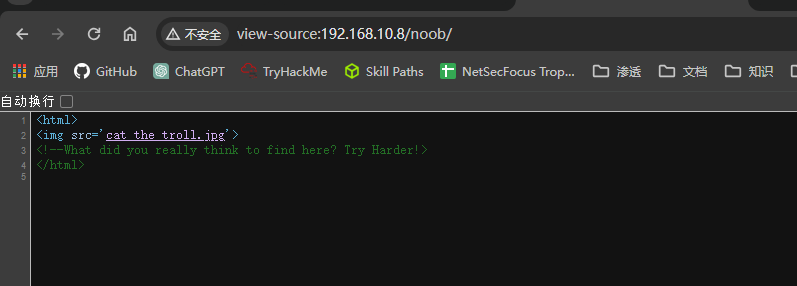 不安全 view-source:192.168.10.8/noob/
应用 GitHub ChatGPT TryHackMe Skill Paths NetSecFocus Trop... 渗透 文档 知识
自动换行
1 <html>
2 <img src='cat_the_troll.jpg'>
3 <!--What did you really think to find here? Try Harder!>
4 </html>
5